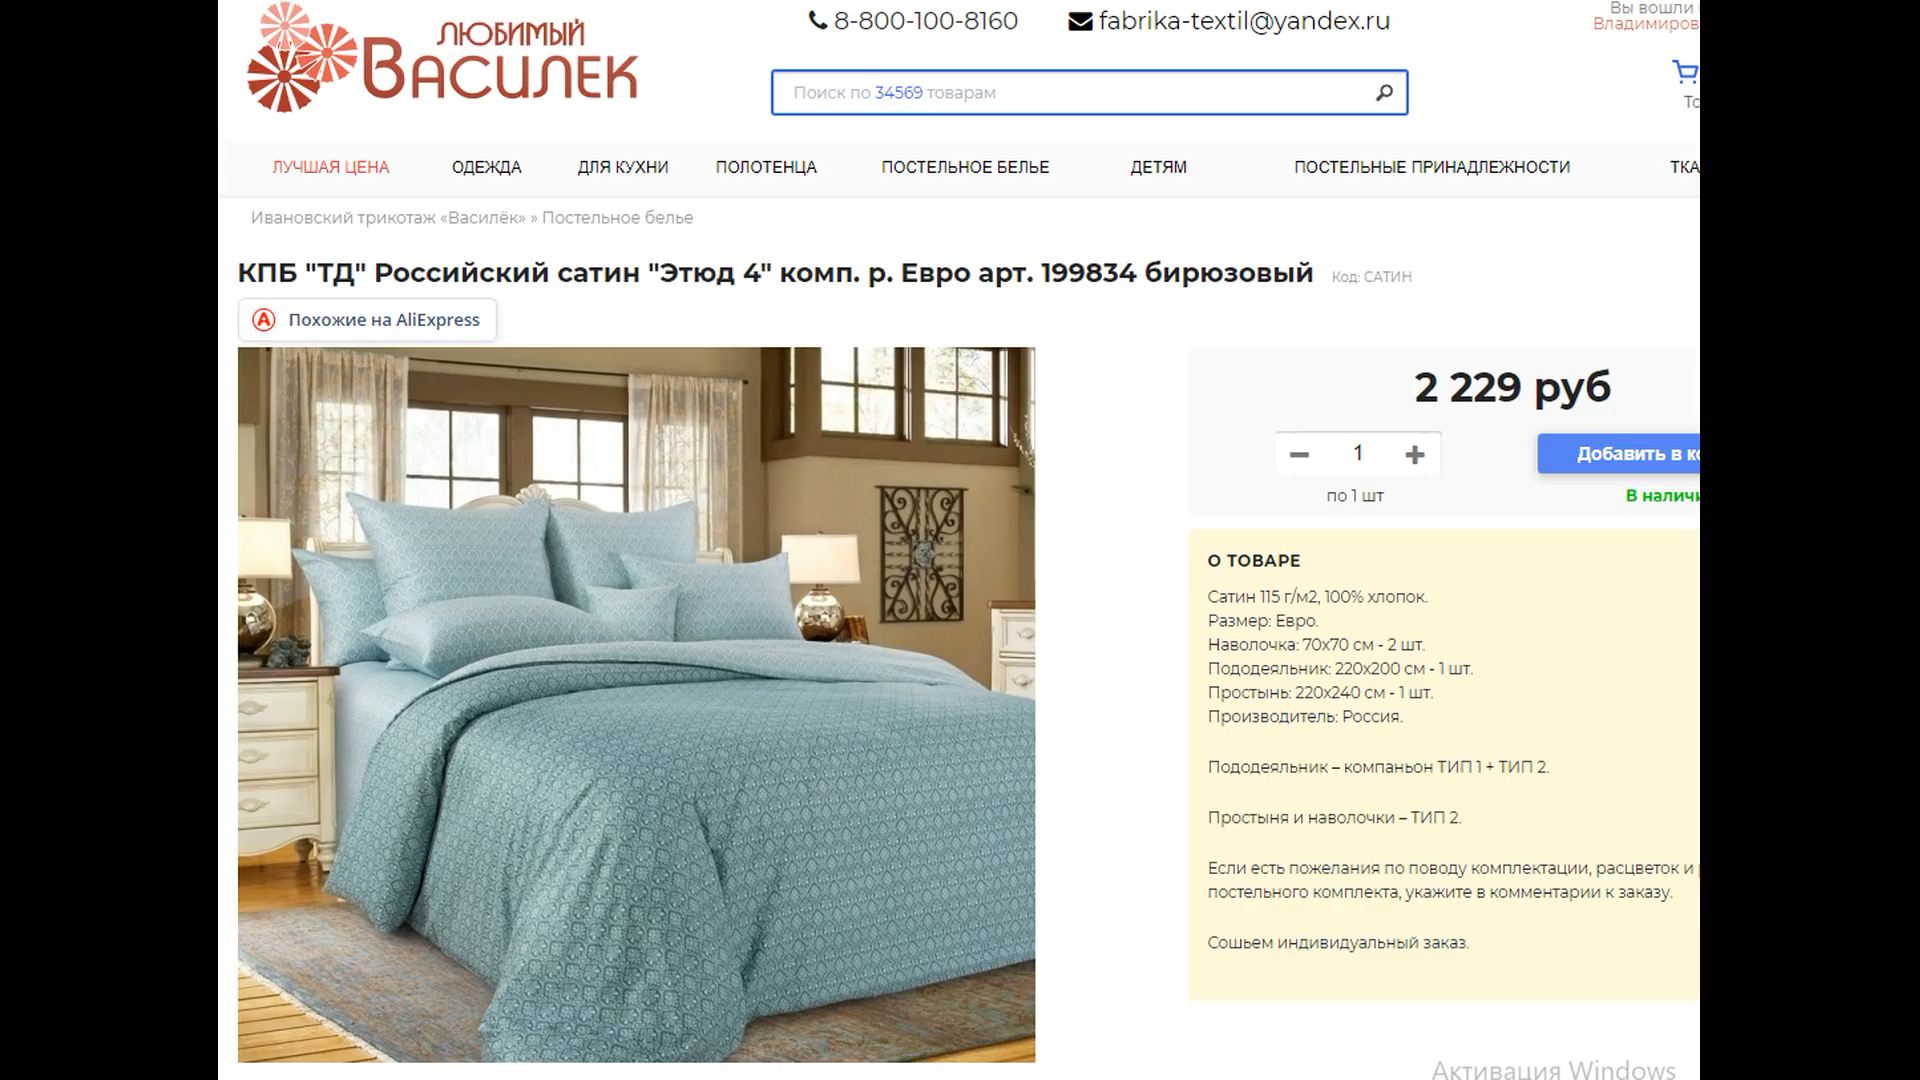 ЛЮБИМЫЙ
ВАСИЛЕК
8-800-100-8160
fabrika-textil@yandex.ru
Вы вошли
Владимиров
Поиск по 34569 товарам
ЛУЧШАЯ ЦЕНА ОДЕЖДА ДЛЯ КУХНИ ПОЛОТЕНЦА ПОСТЕЛЬНОЕ БЕЛЬЕ ДЕТЯМ ПОСТЕЛЬНЫЕ ПРИНАДЛЕЖНОСТИ ТКА
Ивановский трикотаж «Василёк» » Постельное белье
КПБ "ТД" Российский сатин "Этюд 4" комп. р. Евро арт. 199834 бирюзовый Код: САТИН
Похожие на AliExpress
2 229 руб
1
Добавить в ко
по 1 шт
В наличи
О ТОВАРЕ
Сатин 115 г/м2, 100% хлопок.
Размер: Евро.
Наволочка: 70х70 см - 2 шт.
Пододеяльник: 220х200 см - 1 шт.
Простынь: 220х240 см - 1 шт.
Производитель: Россия.
Пододеяльник – компаньон ТИП 1 + ТИП 2.
Простыня и наволочки – ТИП 2.
Если есть пожелания по поводу комплектации, расцветок и
постельного комплекта, укажите в комментарии к заказу.
Сошьем индивидуальный заказ.
Активация Windows